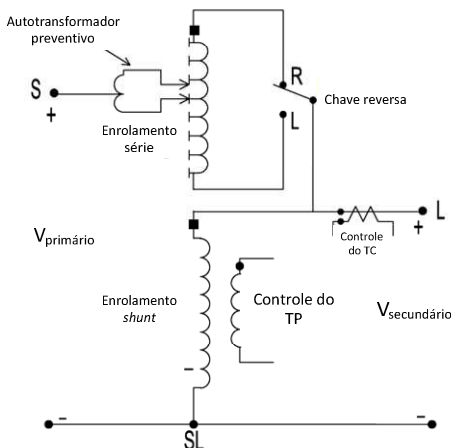 Autotransformador
preventivo
S
+
Enrolamento
série
R
L
Chave reversa
L
+
Controle
do TC
Vprimário
Enrolamento
shunt
Controle do
TP
Vsecundário
–
–
SL
–